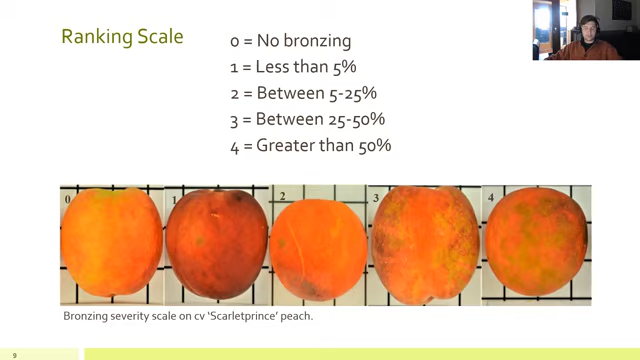 Ranking Scale
0 = No bronzing
1 = Less than 5%
2 = Between 5-25%
3 = Between 25-50%
4 = Greater than 50%
0
1
2
3
4
Bronzing severity scale on cv ‘Scarletprince’ peach.
9